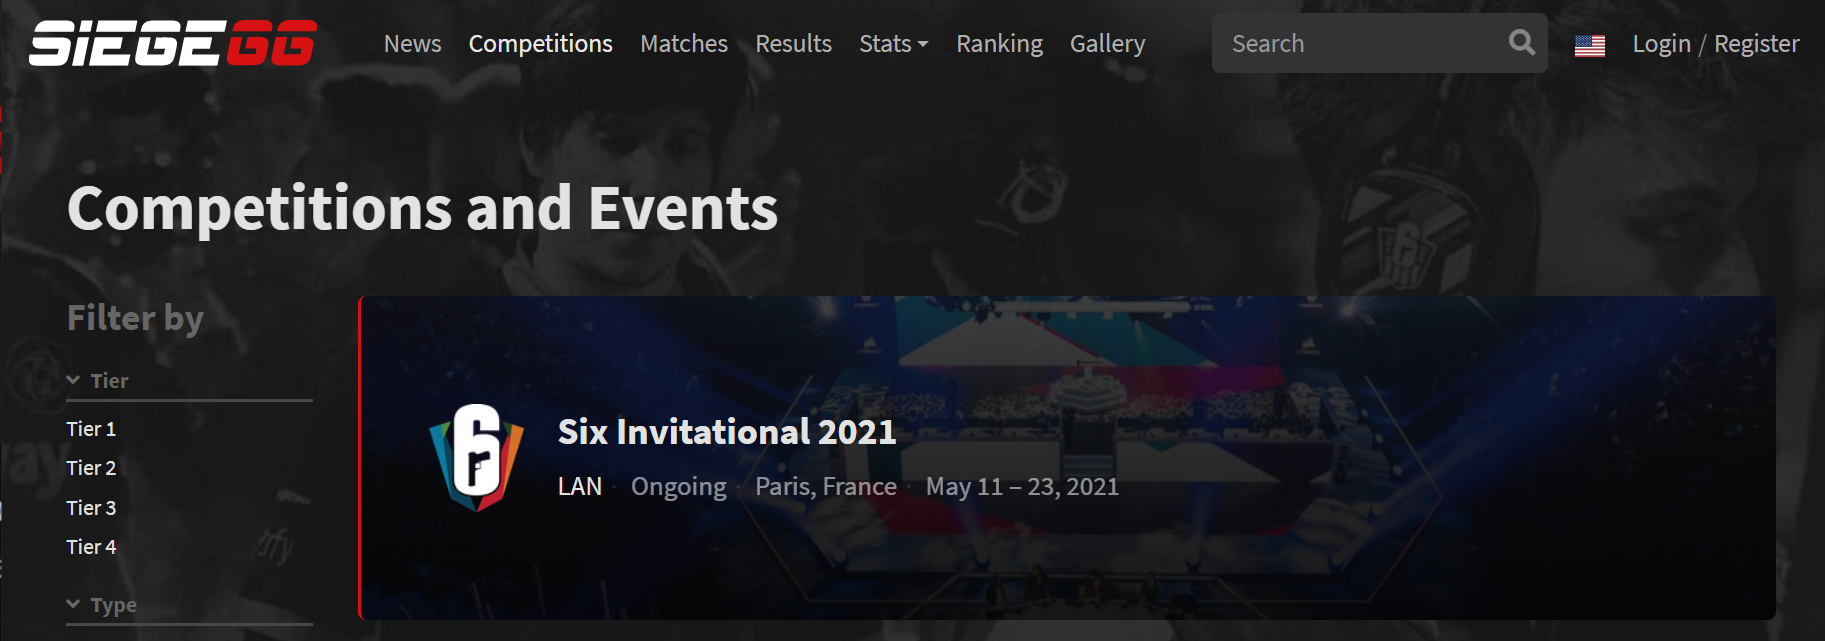 SiEGEGG
News Competitions Matches Results Stats Ranking Gallery Search Login / Register
Competitions and Events
Filter by
Tier
Tier 1
Tier 2
Tier 3
Tier 4
Type
Six Invitational 2021
LAN · Ongoing · Paris, France · May 11 – 23, 2021